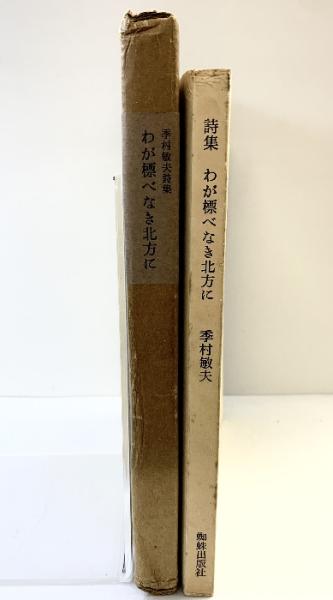 季村敏夫詩集
わが標べなき北方に
詩集　わが標べなき北方に　季村敏夫
蜘蛛出版社